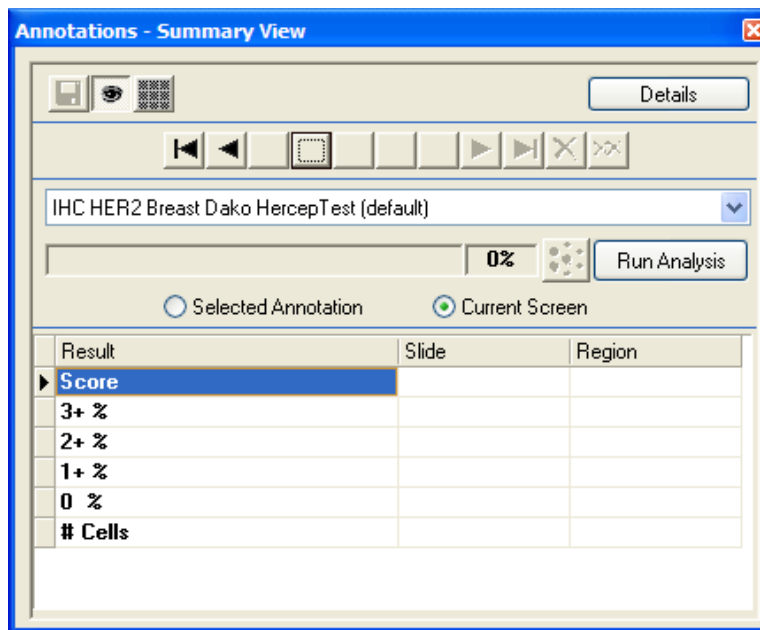 Annotations - Summary View
Details
IHC HER2 Breast Dako HercepTest (default)
0% Run Analysis
Selected Annotation Current Screen
Result Slide Region
Score
3+ %
2+ %
1+ %
0 %
# Cells